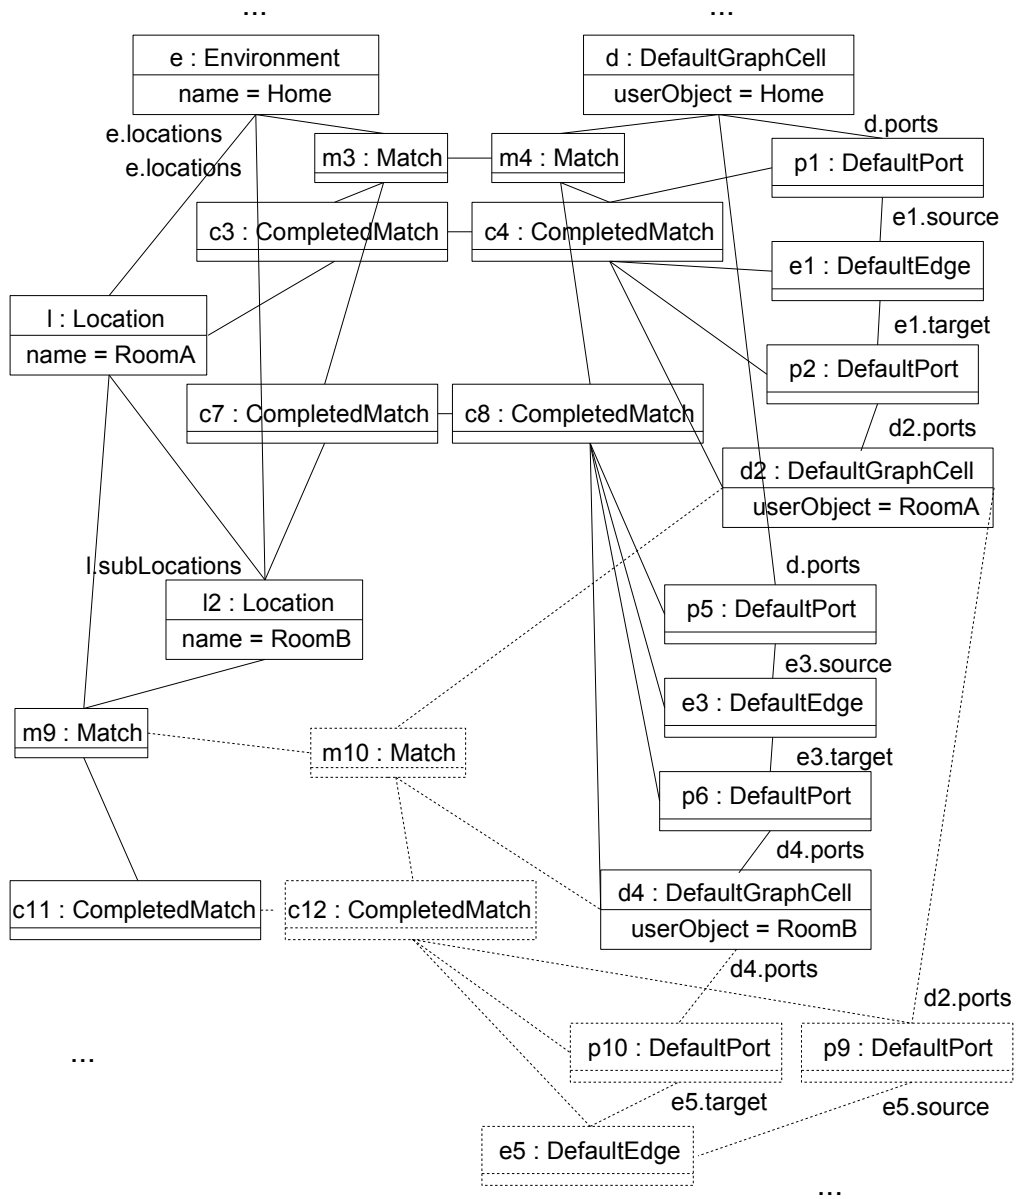 ... ...
e : Environment
name = Home
d : DefaultGraphCell
userObject = Home
e.locations
e.locations
d.ports
m3 : Match
m4 : Match
p1 : DefaultPort
c3 : CompletedMatch
c4 : CompletedMatch
e1.source
e1 : DefaultEdge
l : Location
name = RoomA
e1.target
p2 : DefaultPort
c7 : CompletedMatch
c8 : CompletedMatch
d2.ports
d2 : DefaultGraphCell
userObject = RoomA
l.subLocations
d.ports
l2 : Location
name = RoomB
p5 : DefaultPort
e3.source
e3 : DefaultEdge
m9 : Match
m10 : Match
e3.target
p6 : DefaultPort
d4.ports
c11 : CompletedMatch
c12 : CompletedMatch
d4 : DefaultGraphCell
userObject = RoomB
d4.ports
d2.ports
...
p10 : DefaultPort
p9 : DefaultPort
e5.target
e5.source
e5 : DefaultEdge
...